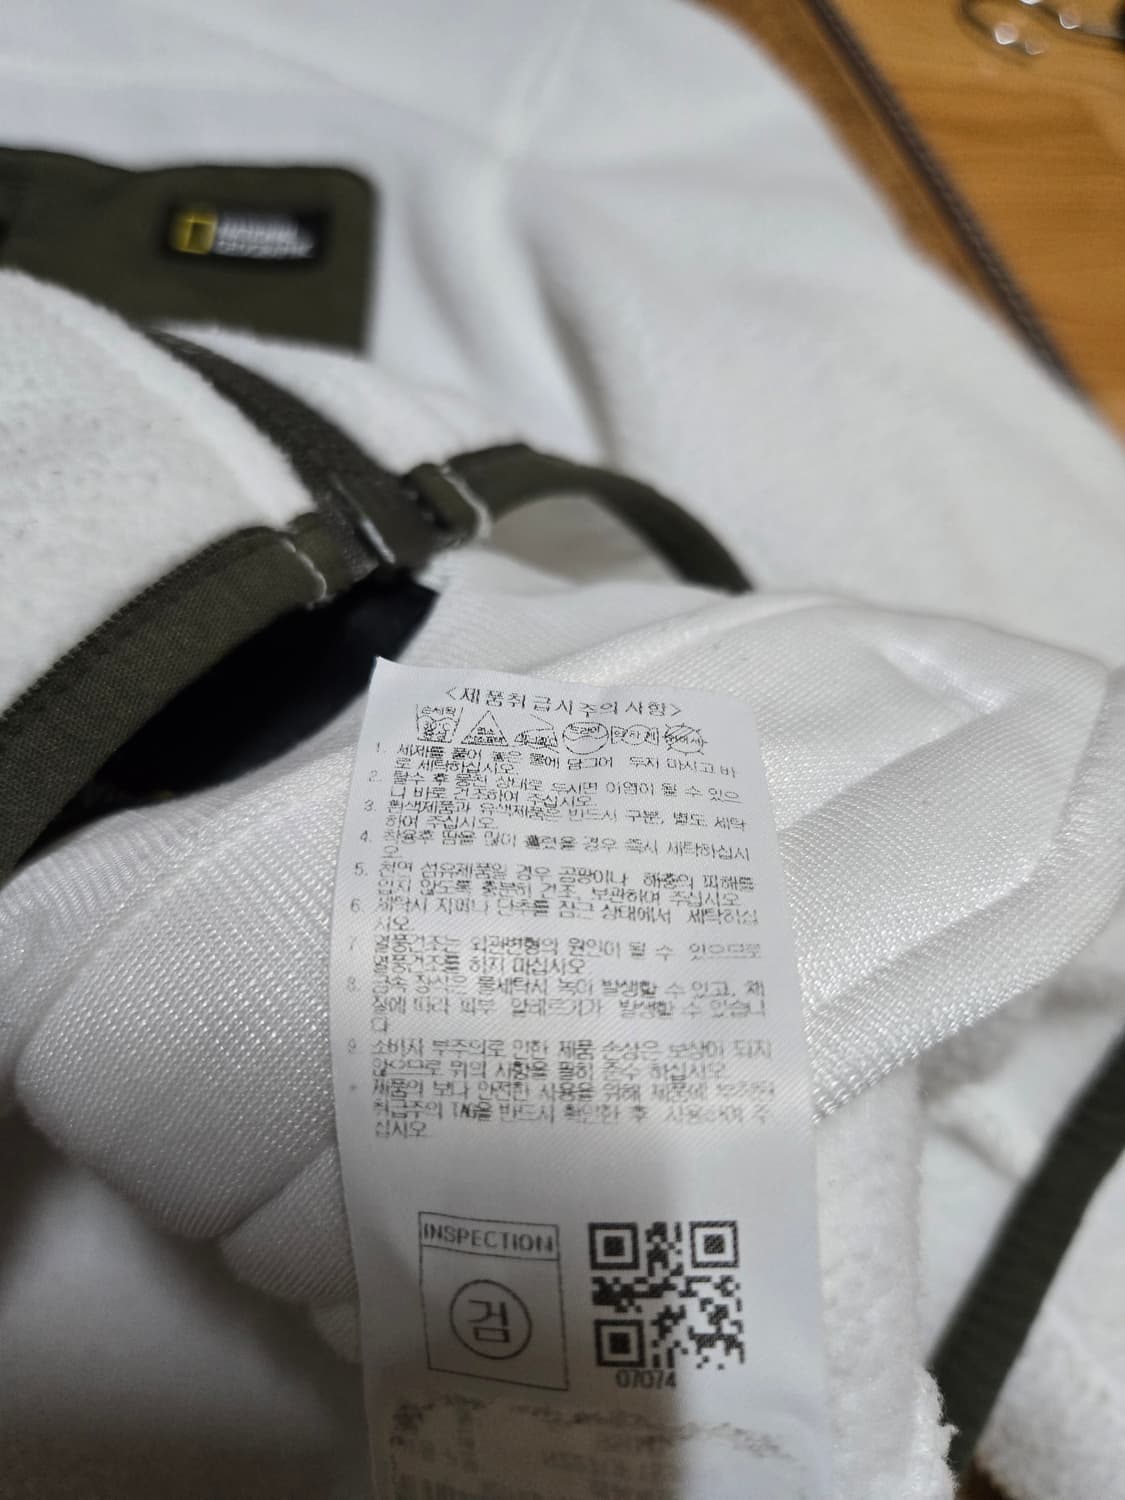 NATIONAL
GEOGRAPHIC
<제품취급시주의사항>
손세탁
30°C
중성
1. 세제를 풀어 놓은 물에 담그어 두지 마시고 바
로 세탁하십시오.
2. 탈수 후 뭉친 상태로 두시면 이염이 될 수 있으
니 바로 건조하여 주십시오.
3. 흰색제품과 유색제품은 반드시 구분, 별도 세탁
하여 주십시오.
4. 착용후 땀을 많이 흘렸을 경우 즉시 세탁하십시
오.
5. 천연 섬유제품일 경우 곰팡이나 해충의 피해를
입지 않도록 충분히 건조, 보관하여 주십시오.
6. 세탁시 지퍼나 단추를 잠근 상태에서 세탁하십
시오.
7. 열풍건조는 외관변형의 원인이 될 수 있으므로
열풍건조를 하지 마십시오
8. 금속 장식은 물세탁시 녹이 발생할 수 있고, 체
질에 따라 피부 알레르기가 발생할 수 있습니
다
9. 소비자 부주의로 인한 제품 손상은 보상이 되지
않으므로 위의 사항을 필히 준수 하십시오.
* 제품의 보다 안전한 사용을 위해 제품에 부착된
취급주의 TAG을 반드시 확인한 후 사용하여 주
십시오.
INSPECTION
검
07074